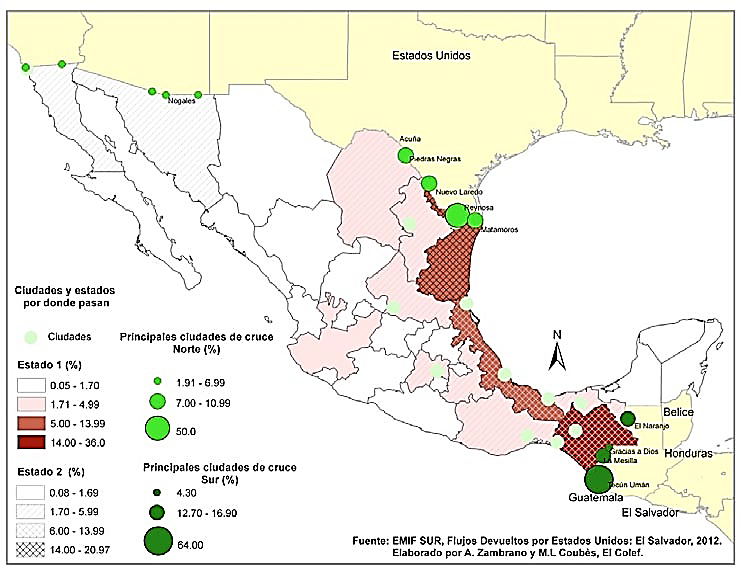 Estados Unidos
Nogales
Acuña
Piedras Negras
Nuevo Laredo
Reynosa
Matamoros
N
Belice
El Naranjo
Honduras
Gracias a Dios
La Mesilla
Tecún Umán
Guatemala
El Salvador
Ciudades y estados
por donde pasan
Ciudades
Estado 1 (%)
0.05 - 1.70
1.71 - 4.99
5.00 - 13.99
14.00 - 36.0
Estado 2 (%)
0.08 - 1.69
1.70 - 5.99
6.00 - 13.99
14.00 - 20.97
Principales ciudades de cruce
Norte (%)
1.91 - 6.99
7.00 - 10.99
50.0
Principales ciudades de cruce
Sur (%)
4.30
12.70 - 16.90
64.00
Fuente: EMIF SUR, Flujos Devueltos por Estados Unidos: El Salvador, 2012.
Elaborado por A. Zambrano y M.L Coubès, El Colef.